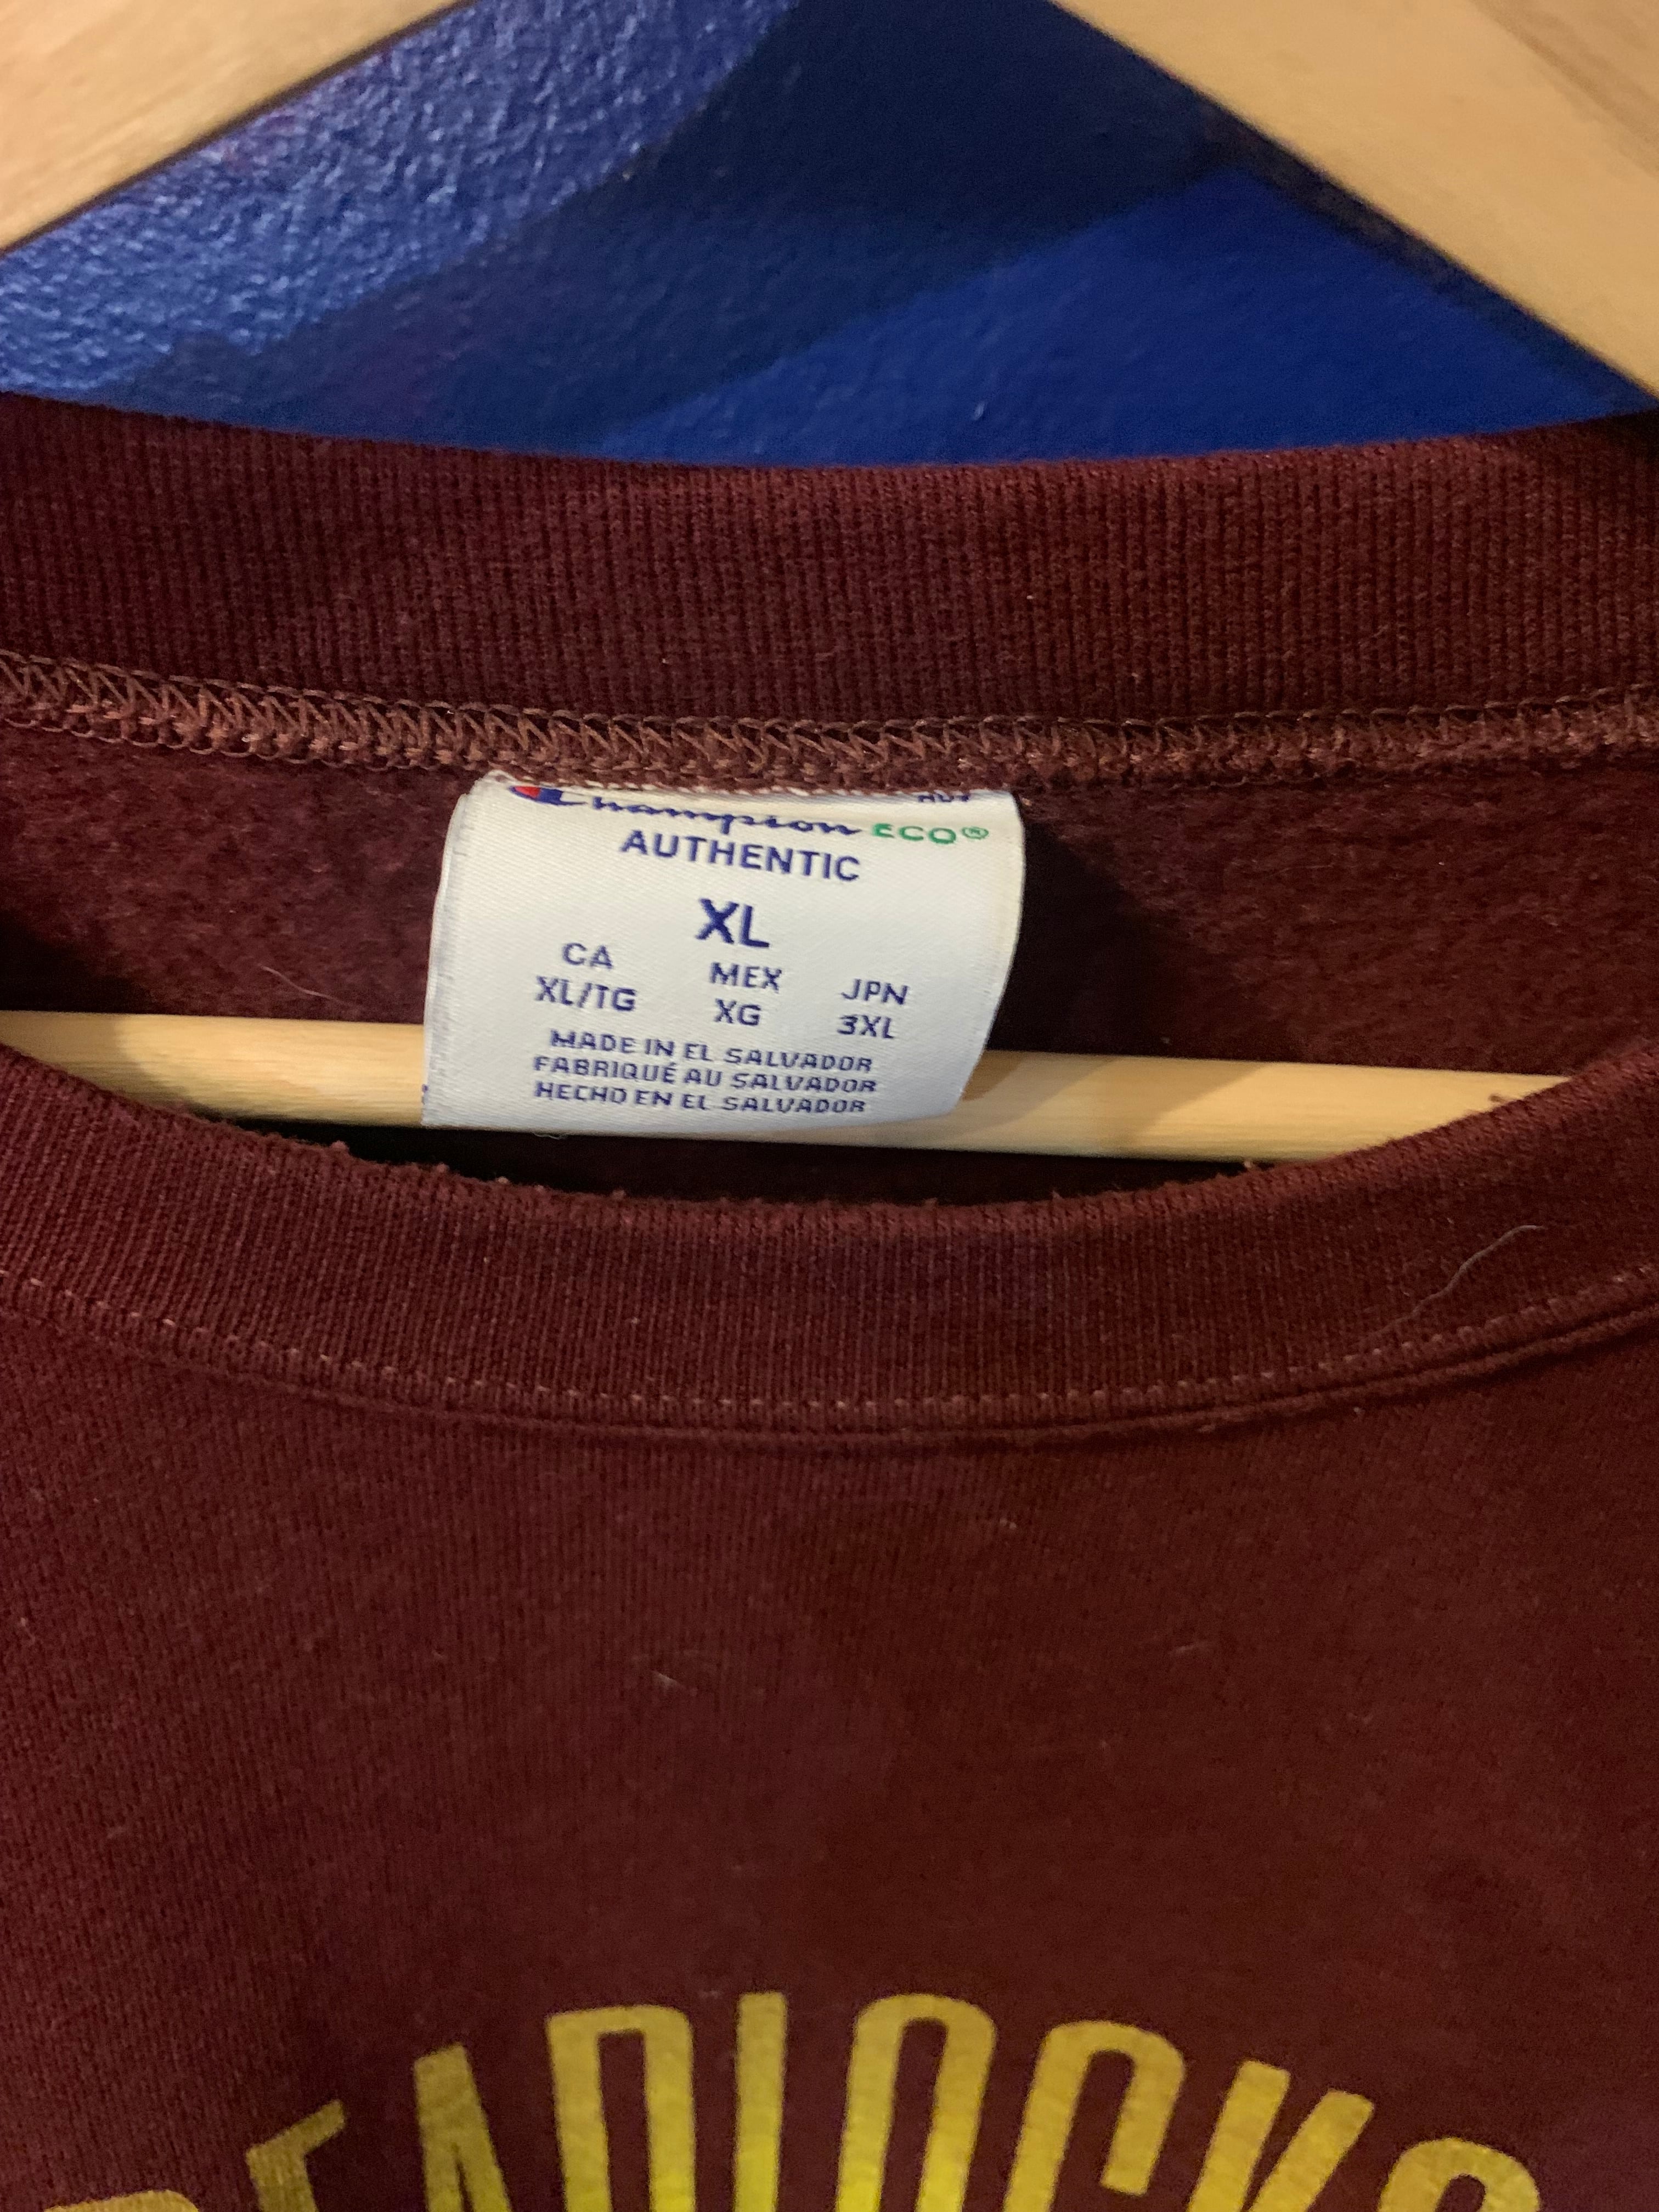 Champion ECO®
AUTHENTIC
XL
CA MEX JPN
XL/TG XG 3XL
MADE IN EL SALVADOR
FABRIQUÉ AU SALVADOR
HECHO EN EL SALVADOR